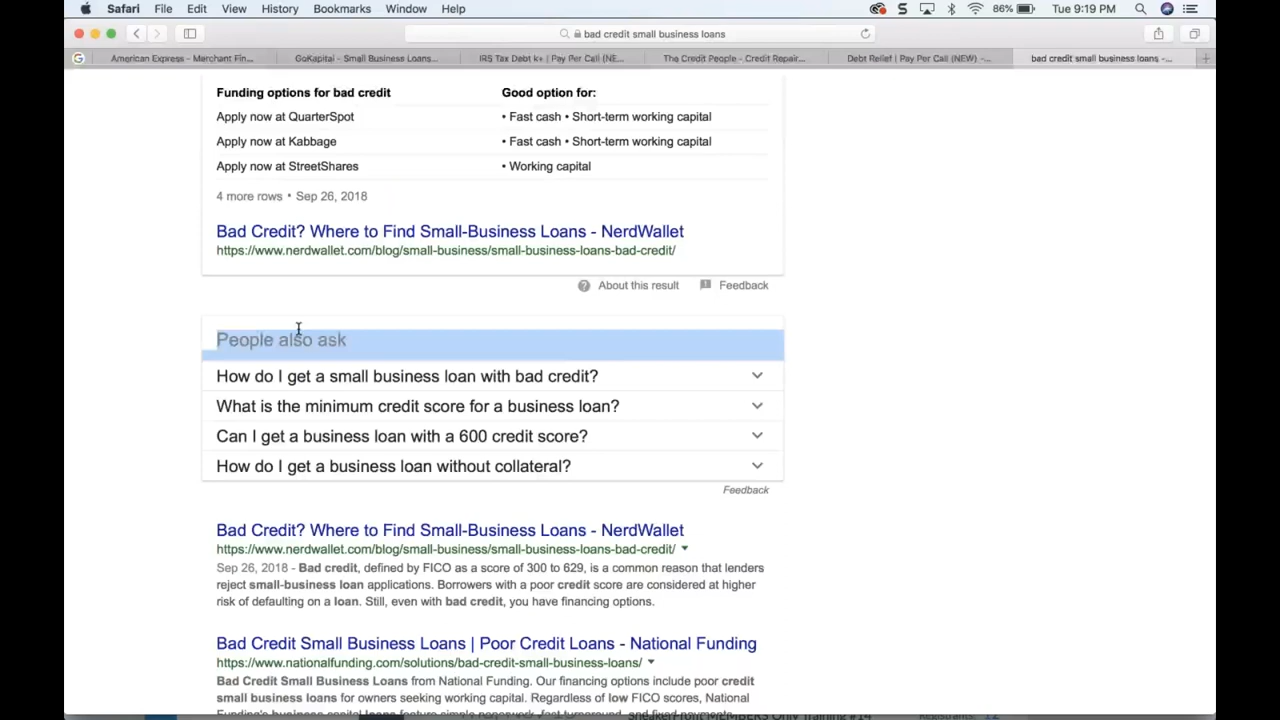 Safari File Edit View History Bookmarks Window Help 86% Tue 9:19 PM
bad credit small business loans
American Express - Merchant Fin... GoKapital - Small Business Loans... IRS Tax Debt k+ | Pay Per Call (NE... The Credit People - Credit Repair... Debt Relief | Pay Per Call (NEW) -... bad credit small business loans -...
Funding options for bad credit Good option for:
Apply now at QuarterSpot • Fast cash • Short-term working capital
Apply now at Kabbage • Fast cash • Short-term working capital
Apply now at StreetShares • Working capital
4 more rows • Sep 26, 2018
Bad Credit? Where to Find Small-Business Loans - NerdWallet
https://www.nerdwallet.com/blog/small-business/small-business-loans-bad-credit/
About this result Feedback
People also ask
How do I get a small business loan with bad credit?
What is the minimum credit score for a business loan?
Can I get a business loan with a 600 credit score?
How do I get a business loan without collateral?
Feedback
Bad Credit? Where to Find Small-Business Loans - NerdWallet
https://www.nerdwallet.com/blog/small-business/small-business-loans-bad-credit/
Sep 26, 2018 - Bad credit, defined by FICO as a score of 300 to 629, is a common reason that lenders
reject small-business loan applications. Borrowers with a poor credit score are considered at higher
risk of defaulting on a loan. Still, even with bad credit, you have financing options.
Bad Credit Small Business Loans | Poor Credit Loans - National Funding
https://www.nationalfunding.com/solutions/bad-credit-small-business-loans/
Bad Credit Small Business Loans from National Funding. Our financing options include poor credit
small business loans for owners seeking working capital. Regardless of low FICO scores, National